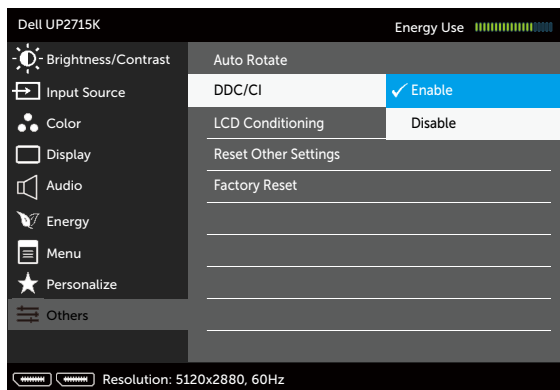 Dell UP2715K
Energy Use
Brightness/Contrast
Input Source
Color
Display
Audio
Energy
Menu
Personalize
Others
Auto Rotate
DDC/CI
LCD Conditioning
Reset Other Settings
Factory Reset
Enable
Disable
Resolution: 5120x2880, 60Hz